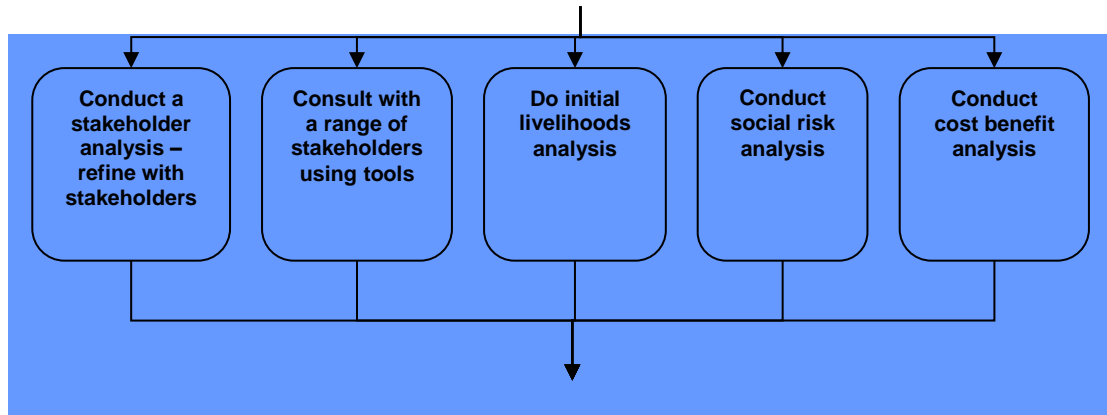 Conduct a
stakeholder
analysis –
refine with
stakeholders
Consult with
a range of
stakeholders
using tools
Do initial
livelihoods
analysis
Conduct
social risk
analysis
Conduct
cost benefit
analysis